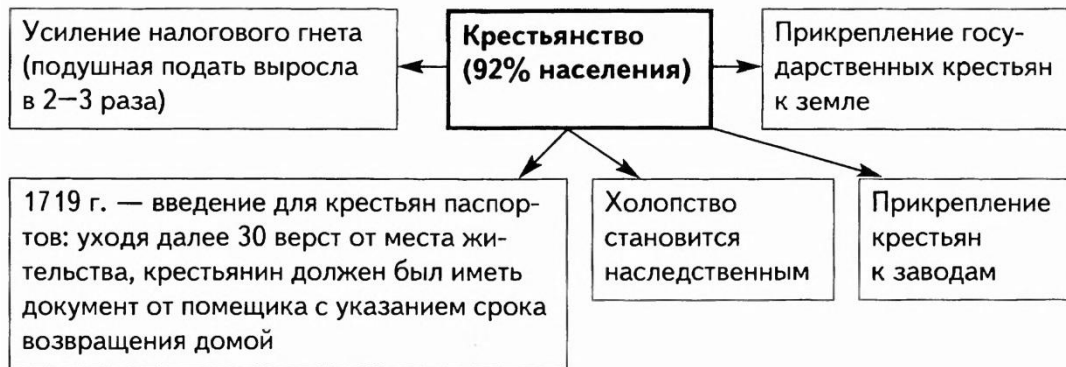 Усиление налогового гнета
(подушная подать выросла
в 2—3 раза)
Крестьянство
(92% населения)
Прикрепление госу-
дарственных крестьян
к земле
1719 г. — введение для крестьян паспор-
тов: уходя далее 30 верст от места жи-
тельства, крестьянин должен был иметь
документ от помещика с указанием срока
возвращения домой
Холопство
становится
наследственным
Прикрепление
крестьян
к заводам